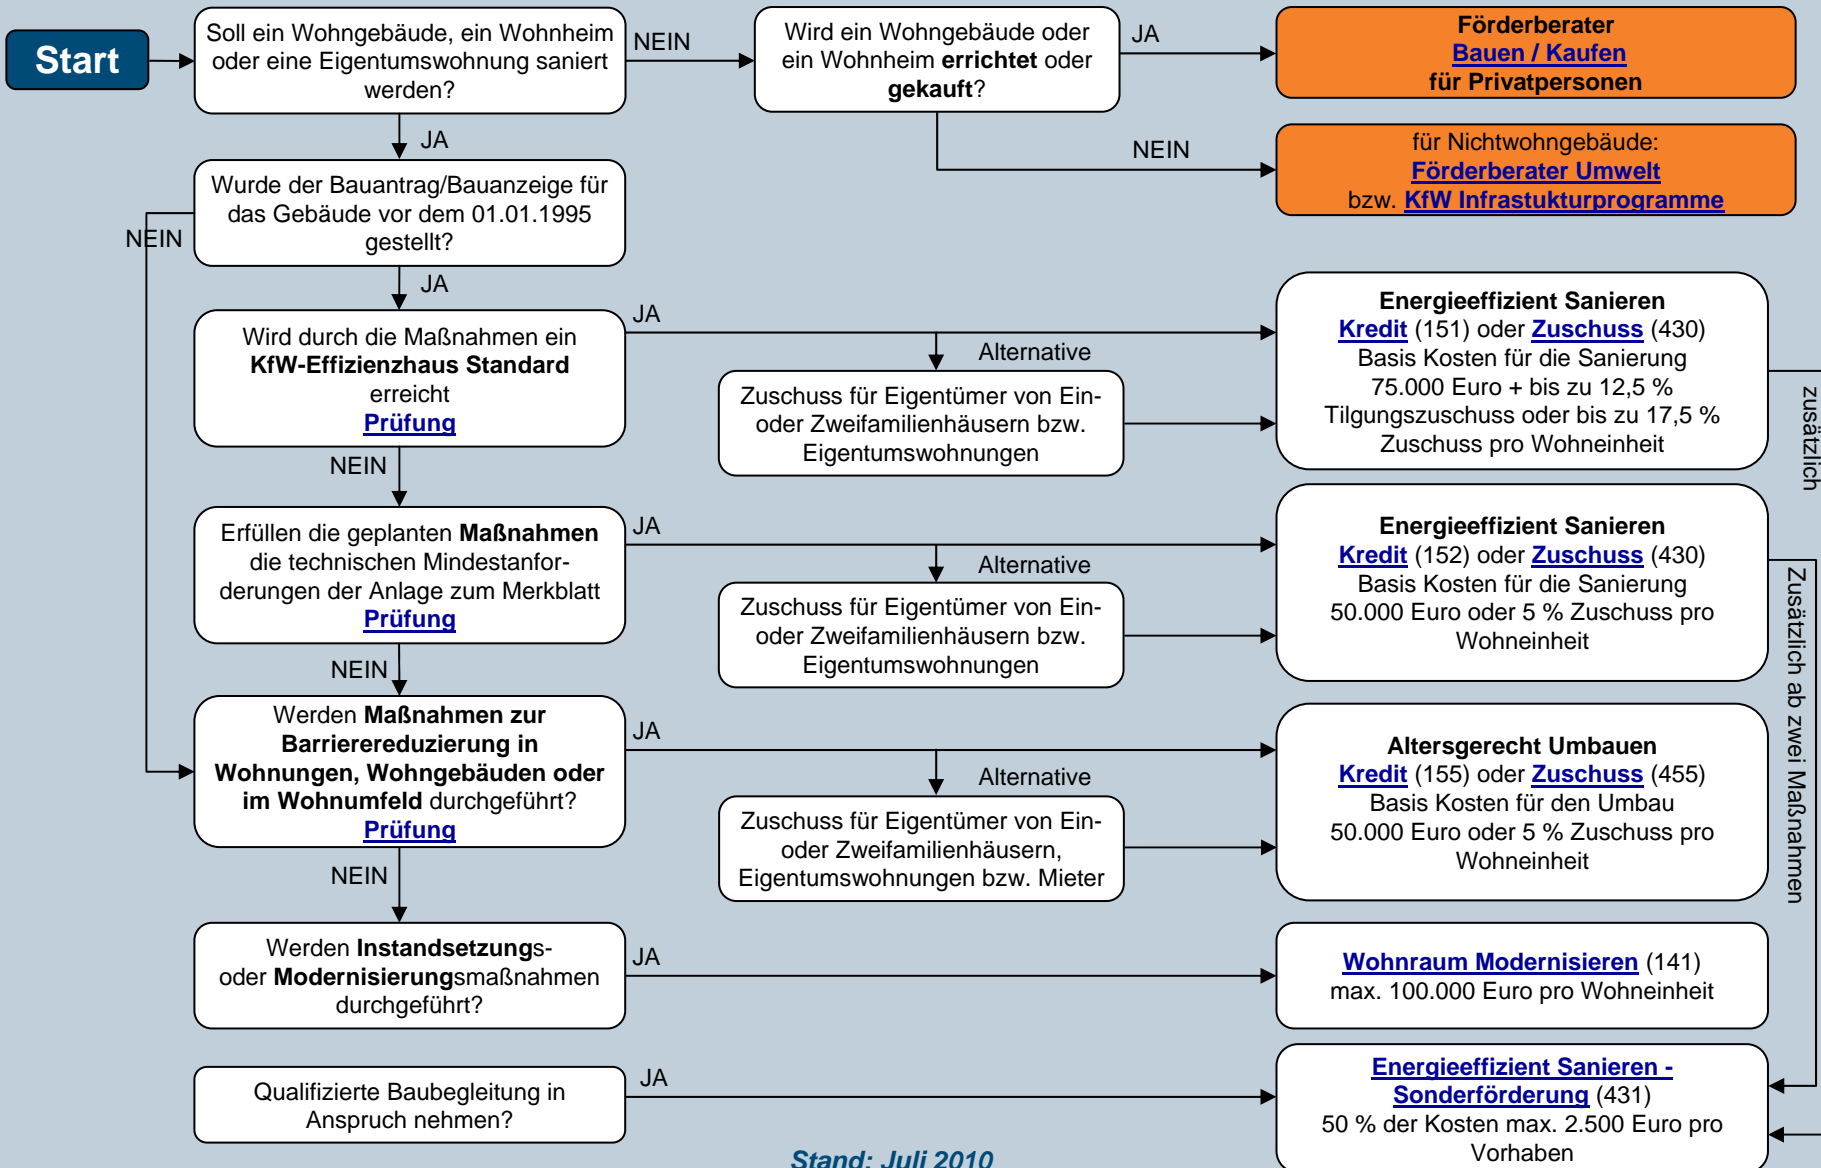 Start
Soll ein Wohngebäude, ein Wohnheim
oder eine Eigentumswohnung saniert
werden?
NEIN
Wird ein Wohngebäude oder
ein Wohnheim errichtet oder
gekauft?
JA
Förderberater
Bauen / Kaufen
für Privatpersonen
NEIN
für Nichtwohngebäude:
Förderberater Umwelt
bzw. KfW Infrastukturprogramme
JA
Wurde der Bauantrag/Bauanzeige für
das Gebäude vor dem 01.01.1995
gestellt?
NEIN
JA
Wird durch die Maßnahmen ein
KfW-Effizienzhaus Standard
erreicht
Prüfung
JA
Alternative
Zuschuss für Eigentümer von Ein-
oder Zweifamilienhäusern bzw.
Eigentumswohnungen
Energieeffizient Sanieren
Kredit (151) oder Zuschuss (430)
Basis Kosten für die Sanierung
75.000 Euro + bis zu 12,5 %
Tilgungszuschuss oder bis zu 17,5 %
Zuschuss pro Wohneinheit
zusätzlich
NEIN
Erfüllen die geplanten Maßnahmen
die technischen Mindestanfor-
derungen der Anlage zum Merkblatt
Prüfung
JA
Alternative
Zuschuss für Eigentümer von Ein-
oder Zweifamilienhäusern bzw.
Eigentumswohnungen
Energieeffizient Sanieren
Kredit (152) oder Zuschuss (430)
Basis Kosten für die Sanierung
50.000 Euro oder 5 % Zuschuss pro
Wohneinheit
Zusätzlich ab zwei Maßnahmen
NEIN
Werden Maßnahmen zur
Barrierereduzierung in
Wohnungen, Wohngebäuden oder
im Wohnumfeld durchgeführt?
Prüfung
JA
Alternative
Zuschuss für Eigentümer von Ein-
oder Zweifamilienhäusern,
Eigentumswohnungen bzw. Mieter
Altersgerecht Umbauen
Kredit (155) oder Zuschuss (455)
Basis Kosten für den Umbau
50.000 Euro oder 5 % Zuschuss pro
Wohneinheit
NEIN
Werden Instandsetzungs-
oder Modernisierungsmaßnahmen
durchgeführt?
JA
Wohnraum Modernisieren (141)
max. 100.000 Euro pro Wohneinheit
Qualifizierte Baubegleitung in
Anspruch nehmen?
JA
Energieeffizient Sanieren -
Sonderförderung (431)
50 % der Kosten max. 2.500 Euro pro
Vorhaben
Stand: Juli 2010